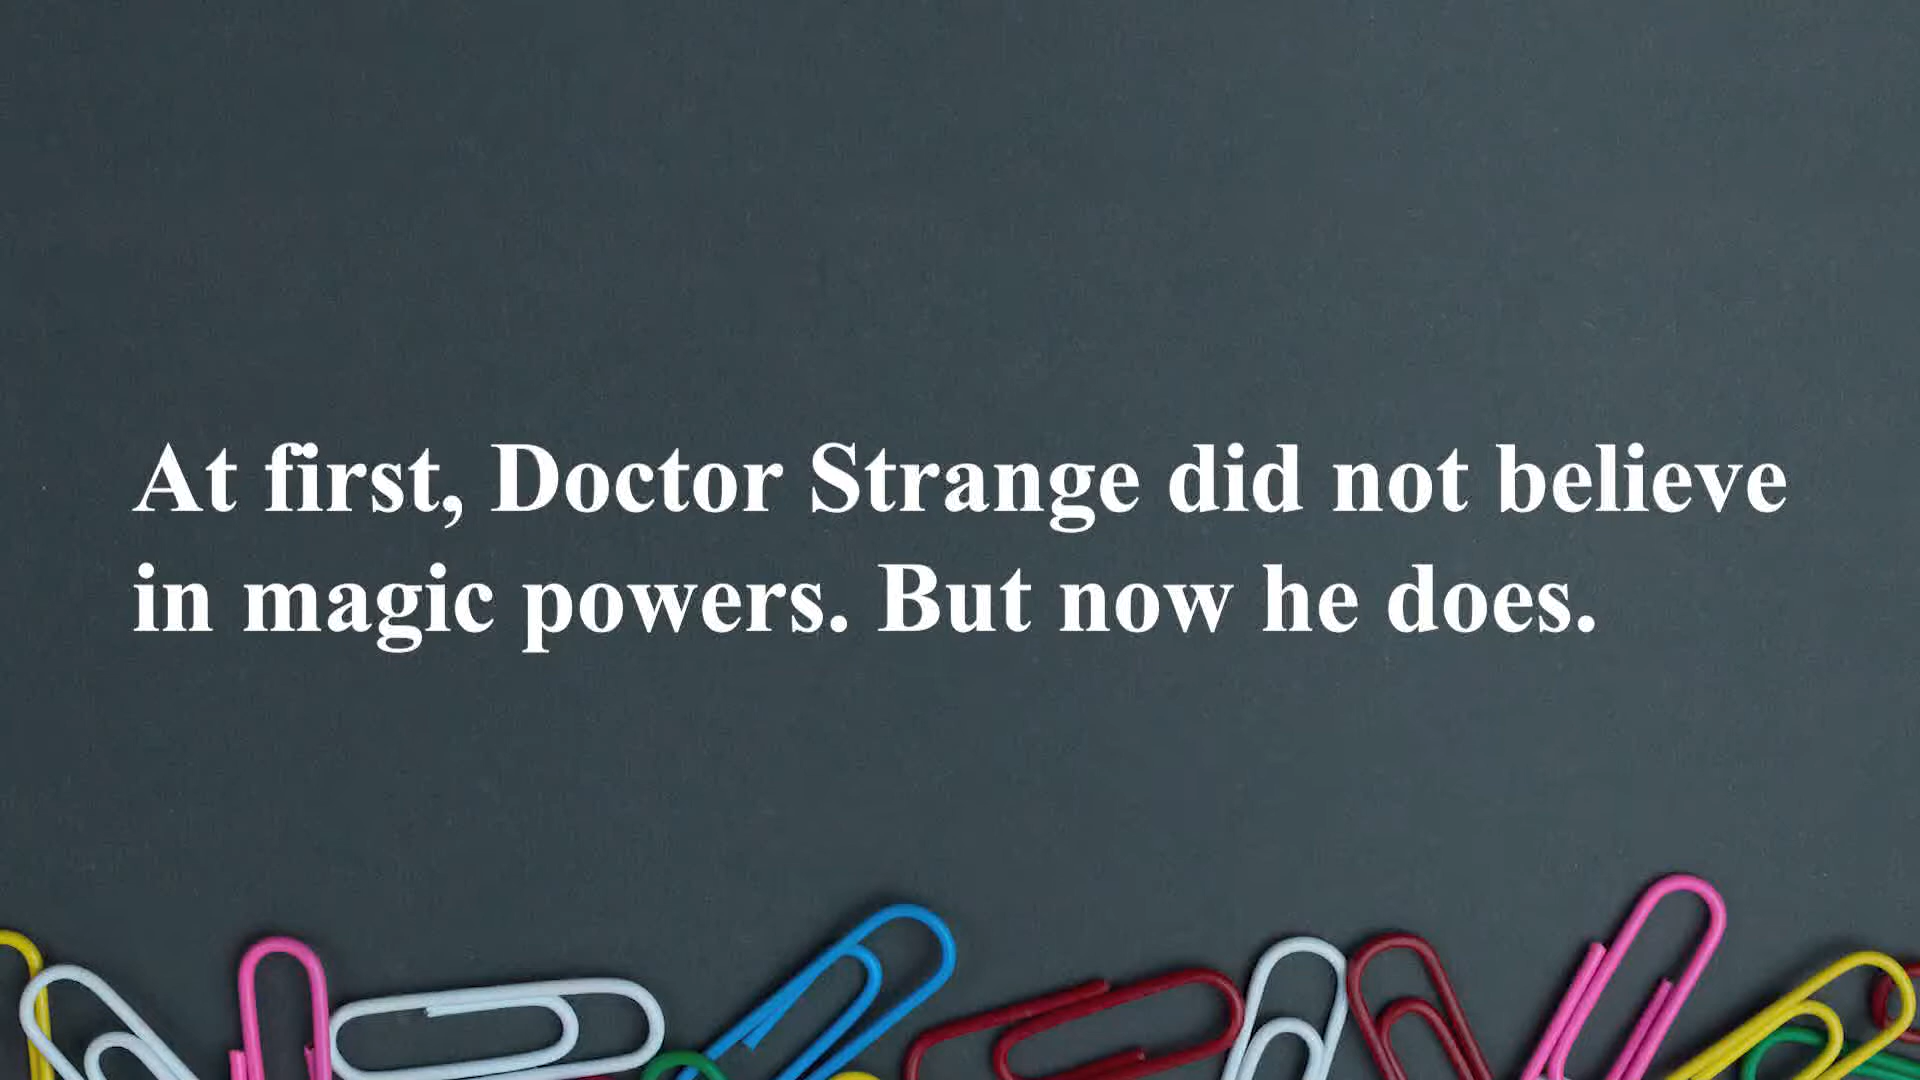 At first, Doctor Strange did not believe
in magic powers. But now he does.